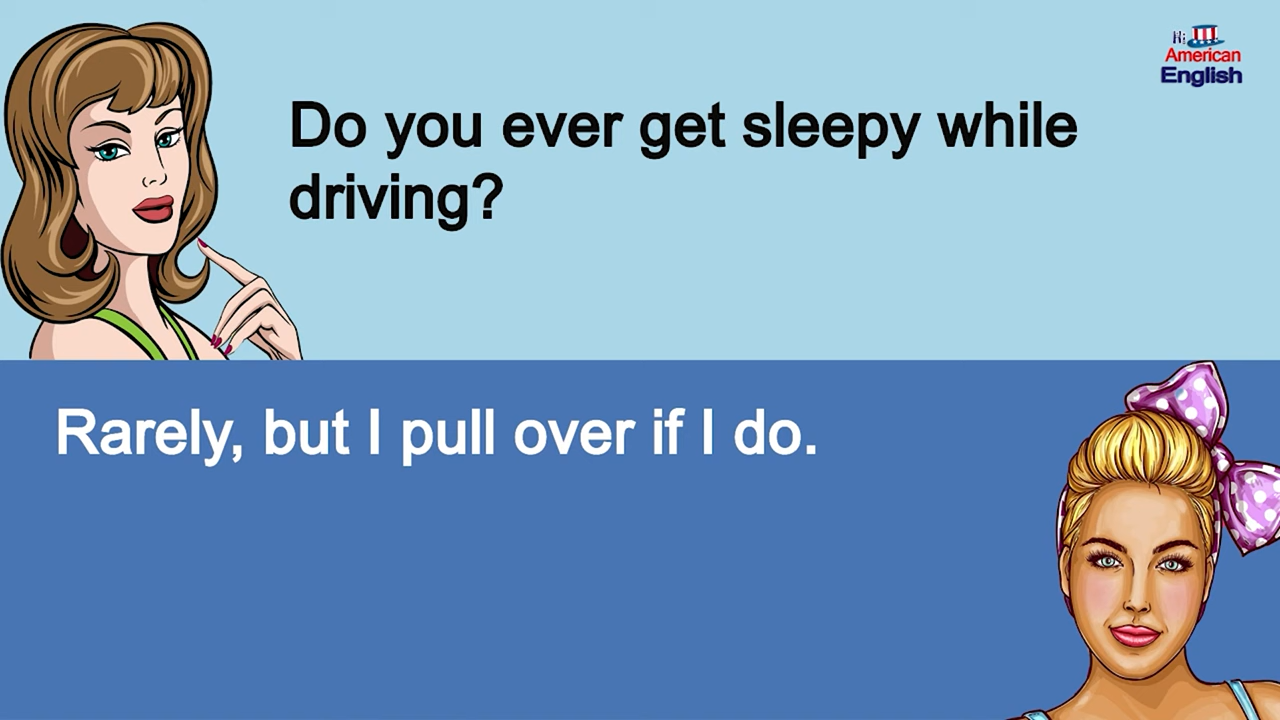 Hi
American
English
Do you ever get sleepy while
driving?
Rarely, but I pull over if I do.